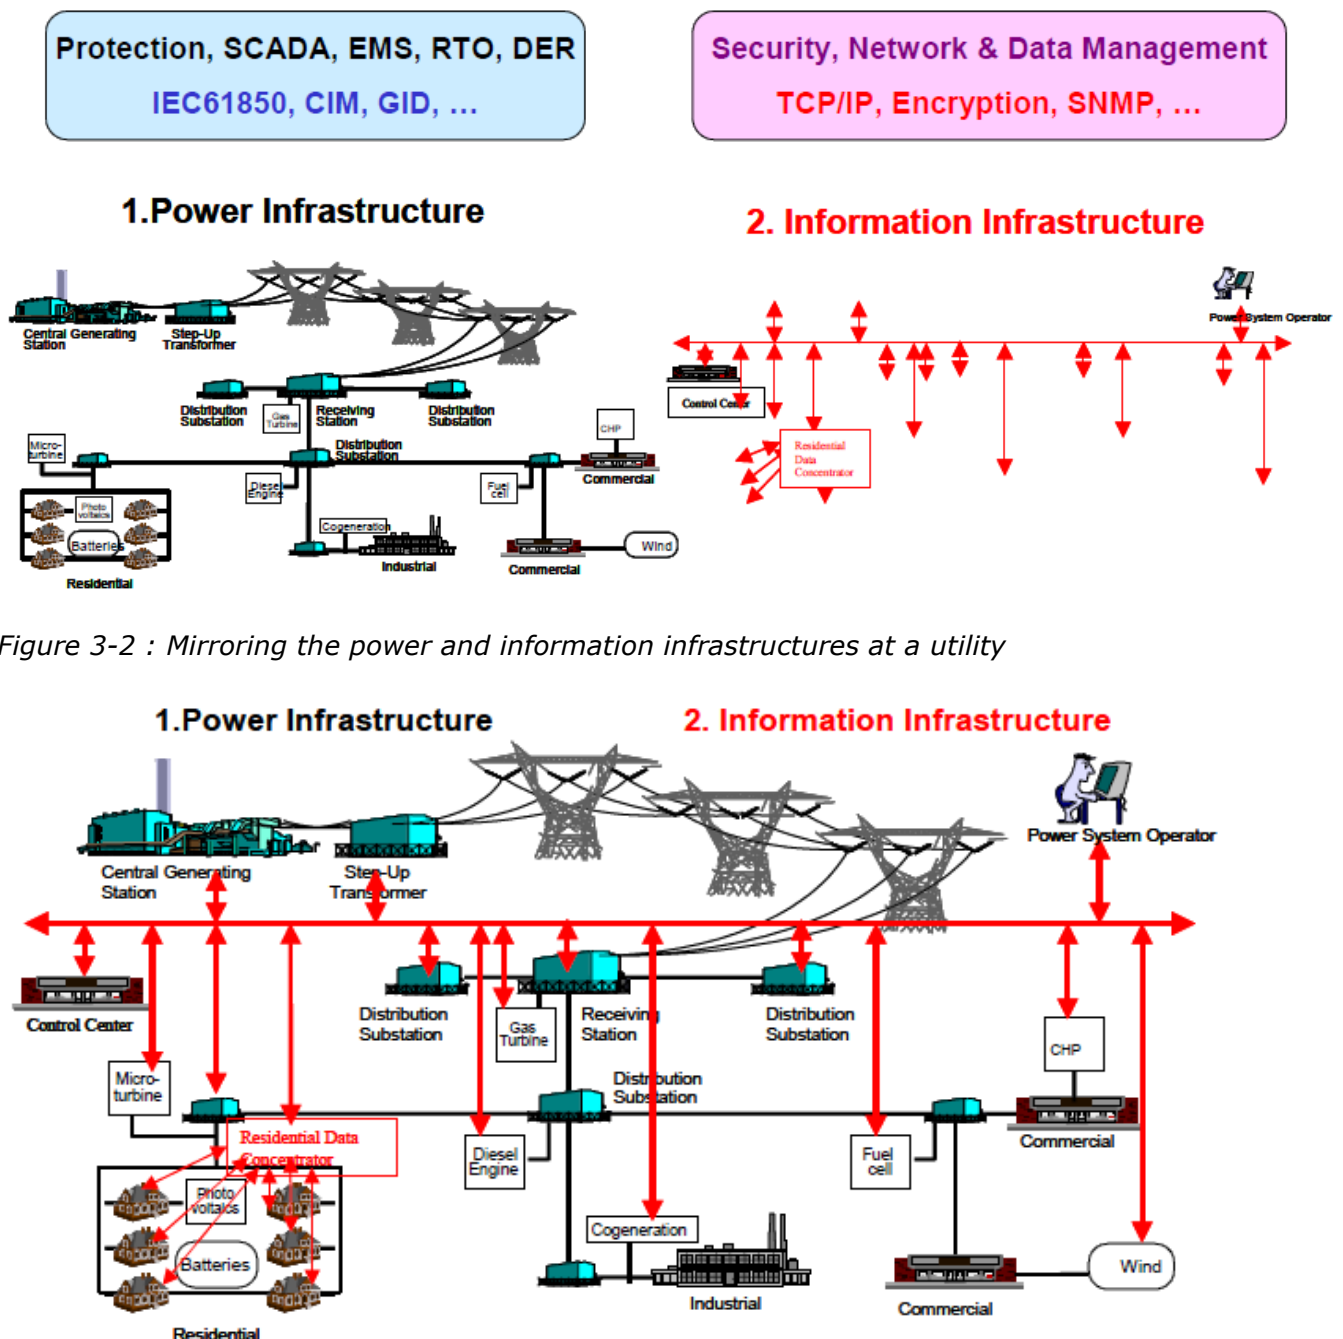 Protection, SCADA, EMS, RTO, DER
IEC61850, CIM, GID, ...
Security, Network & Data Management
TCP/IP, Encryption, SNMP, ...
1.Power Infrastructure
2. Information Infrastructure
Central Generating
Station
Step-Up
Transformer
Distribution
Substation
Gas
Turbine
Receiving
Station
Distribution
Substation
Micro-
turbine
Distribution
Substation
CHP
Commercial
Diesel
Engine
Fuel
cell
Photo
voltaics
Batteries
Residential
Cogeneration
Industrial
Commercial
Wind
Power System Operator
Control Center
Residential
Data
Concentrator
Figure 3-2 : Mirroring the power and information infrastructures at a utility
1.Power Infrastructure
2. Information Infrastructure
Central Generating
Station
Step-Up
Transformer
Power System Operator
Control Center
Distribution
Substation
Gas
Turbine
Receiving
Station
Distribution
Substation
CHP
Micro-
turbine
Distribution
Substation
Residential Data
Concentrator
Diesel
Engine
Fuel
cell
Commercial
Photo
voltaics
Batteries
Residential
Cogeneration
Industrial
Commercial
Wind